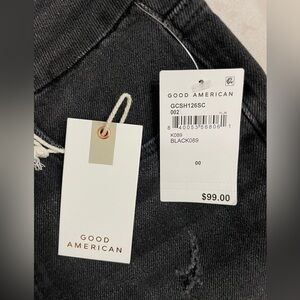 GOOD AMERICAN
GCSH126SC
002
K089
BLACK089
00
$99.00
GOOD
AMERICAN